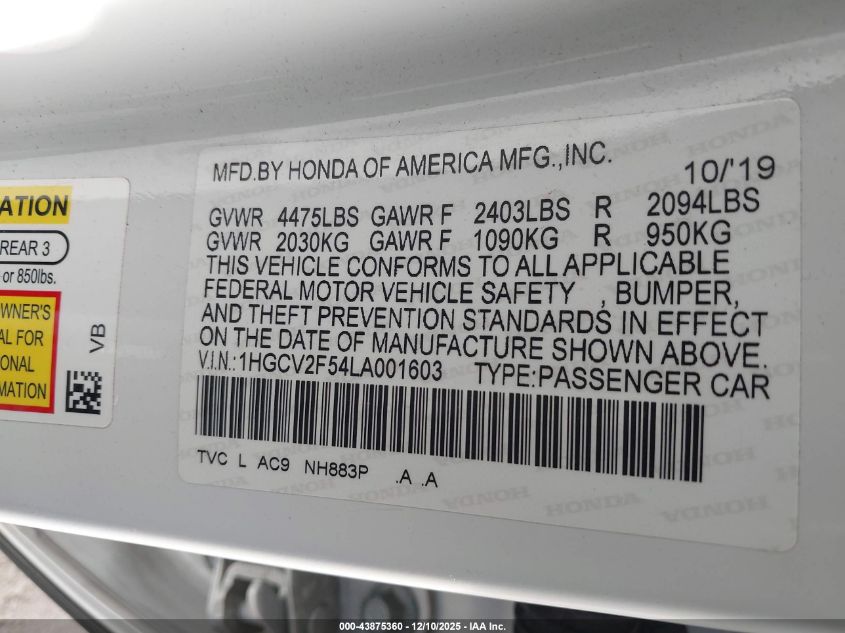 ATION
REAR 3
or 850lbs.
OWNER'S
AL FOR
IONAL
RMATION
VB
MFD.BY HONDA OF AMERICA MFG.,INC. 10/'19
GVWR 4475LBS GAWR F 2403LBS R 2094LBS
GVWR 2030KG GAWR F 1090KG R 950KG
THIS VEHICLE CONFORMS TO ALL APPLICABLE
FEDERAL MOTOR VEHICLE SAFETY , BUMPER,
AND THEFT PREVENTION STANDARDS IN EFFECT
ON THE DATE OF MANUFACTURE SHOWN ABOVE.
V.I.N.:1HGCV2F54LA001603 TYPE:PASSENGER CAR
TVC L AC9 NH883P .A .A
HONDA
000-43875360 - 12/10/2025 - IAA Inc.